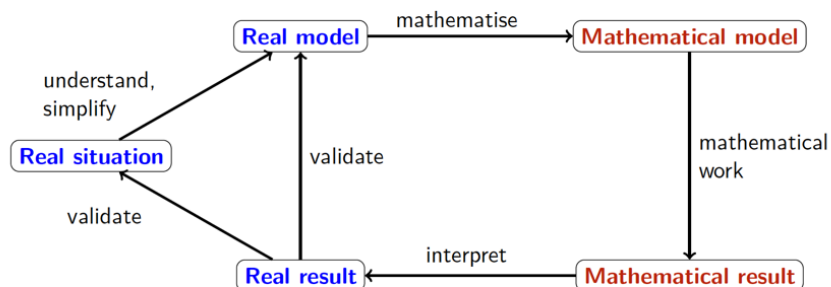 Real model
mathematise
Mathematical model
understand,
simplify
Real situation
validate
mathematical
work
validate
Real result
interpret
Mathematical result